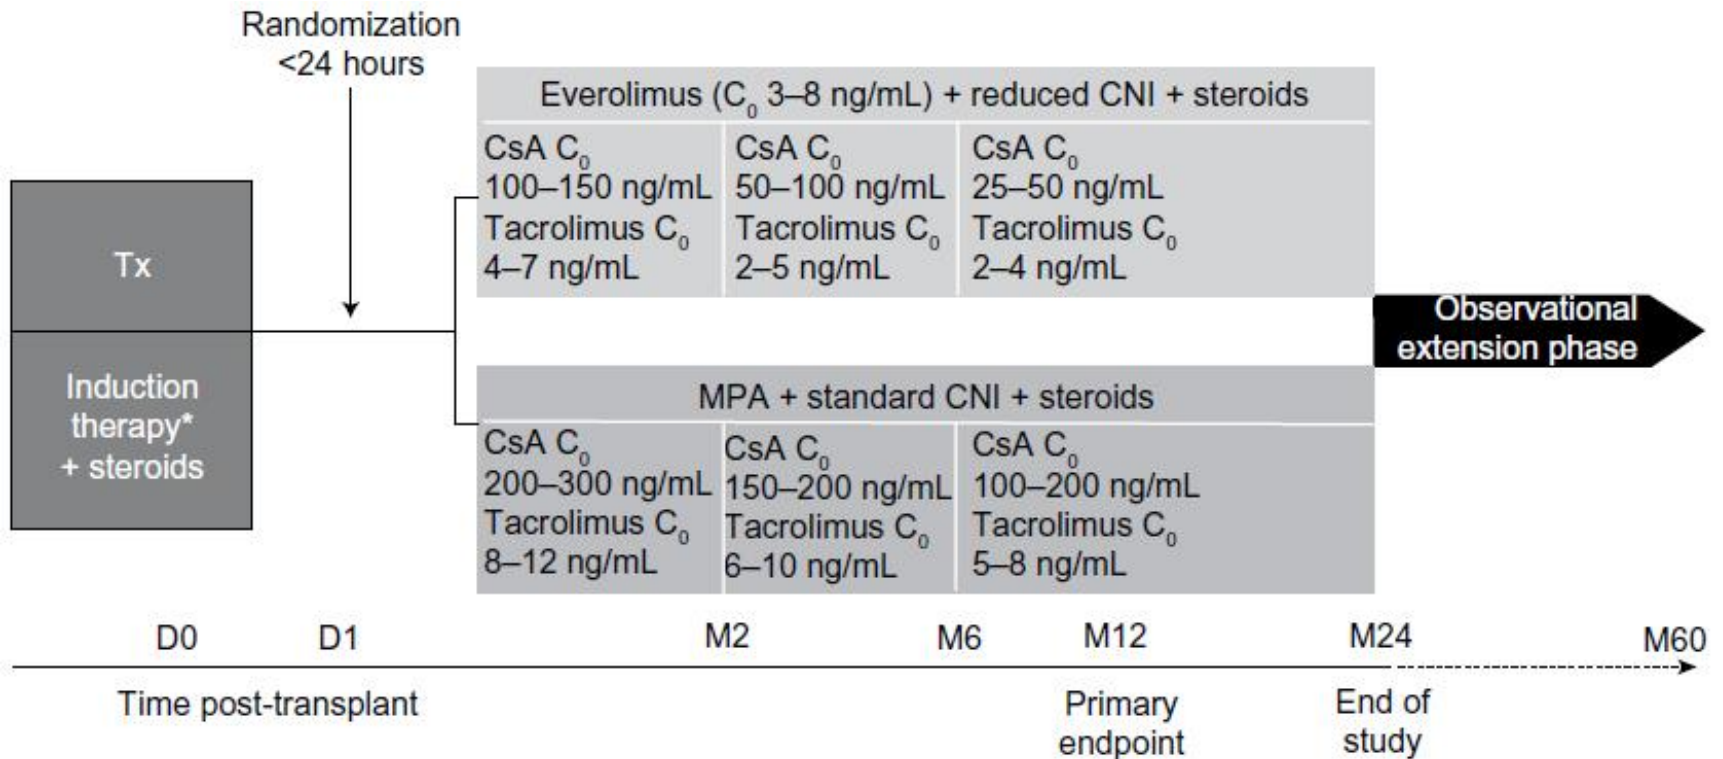 Randomization
<24 hours
Tx
Induction
therapy*
+ steroids
Everolimus (C₀ 3–8 ng/mL) + reduced CNI + steroids
CsA C₀
100–150 ng/mL
Tacrolimus C₀
4–7 ng/mL
CsA C₀
50–100 ng/mL
Tacrolimus C₀
2–5 ng/mL
CsA C₀
25–50 ng/mL
Tacrolimus C₀
2–4 ng/mL
MPA + standard CNI + steroids
CsA C₀
200–300 ng/mL
Tacrolimus C₀
8–12 ng/mL
CsA C₀
150–200 ng/mL
Tacrolimus C₀
6–10 ng/mL
CsA C₀
100–200 ng/mL
Tacrolimus C₀
5–8 ng/mL
Observational
extension phase
D0 D1 M2 M6 M12 M24 M60
Time post-transplant
Primary
endpoint
End of
study